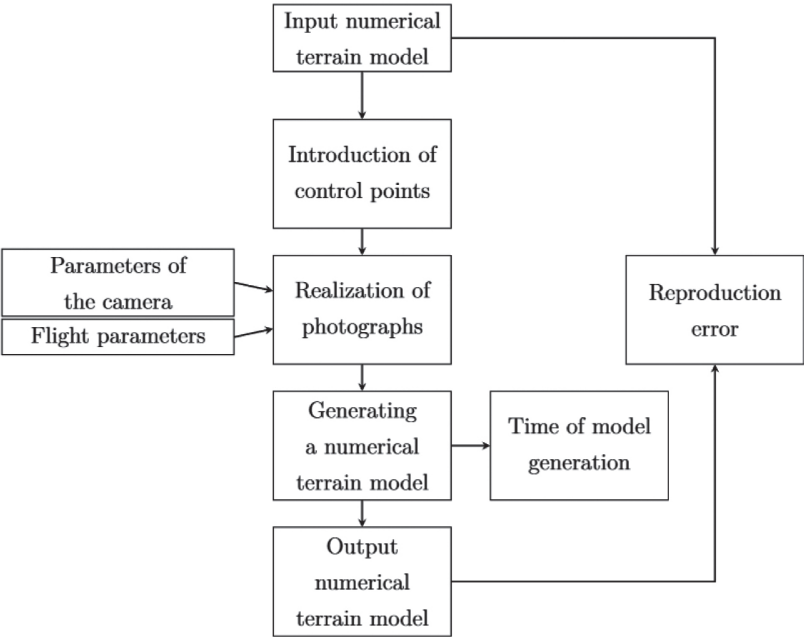 Input numerical
terrain model
Introduction of
control points
Parameters of
the camera
Flight parameters
Realization of
photographs
Reproduction
error
Generating
a numerical
terrain model
Time of model
generation
Output
numerical
terrain model